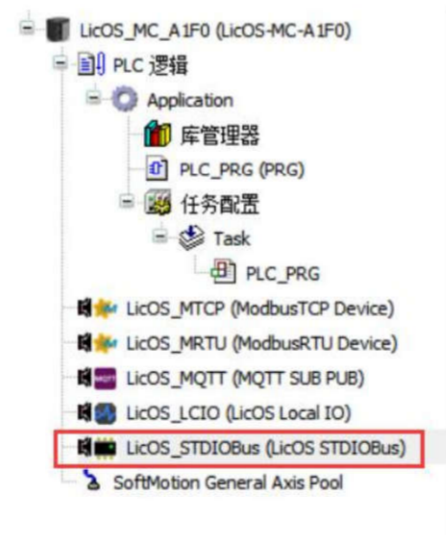 LicOS_MC_A1F0 (LicOS-MC-A1F0)
PLC 逻辑
Application
库管理器
PLC_PRG (PRG)
任务配置
Task
PLC_PRG
LicOS_MTCP (ModbusTCP Device)
LicOS_MRTU (ModbusRTU Device)
MQTT LicOS_MQTT (MQTT SUB PUB)
LicOS_LCIO (LicOS Local IO)
LicOS_STDIOBus (LicOS STDIOBus)
SoftMotion General Axis Pool